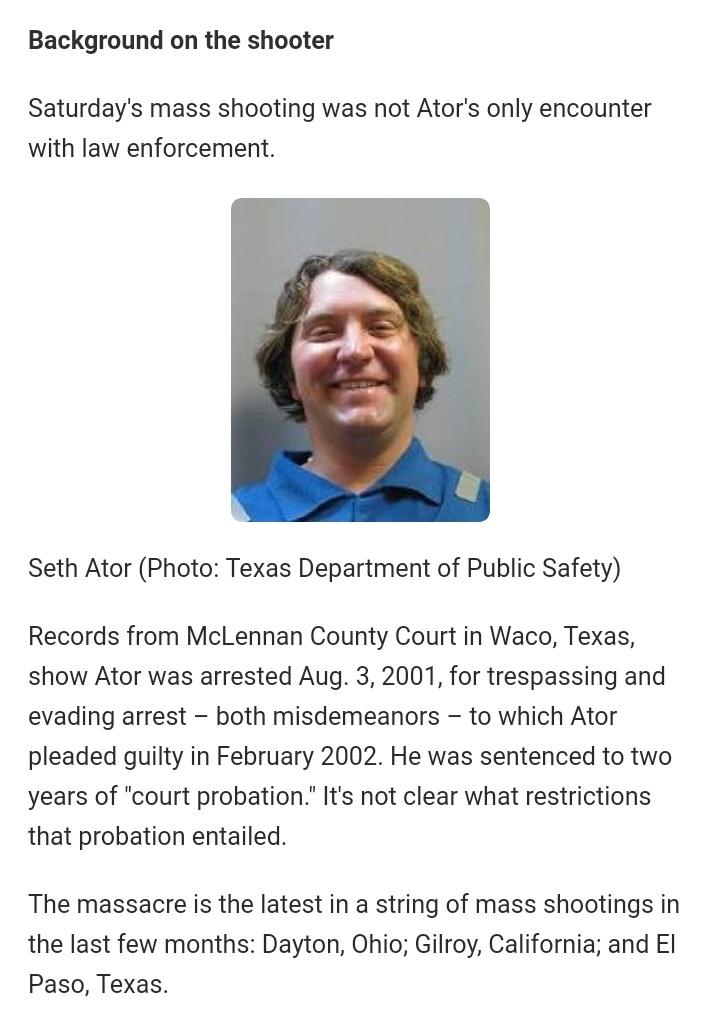 Background on the shooter
Saturday's mass shooting was not Ator's only encounter
with law enforcement.
Seth Ator (Photo: Texas Department of Public Safety)
Records from McLennan County Court in Waco, Texas,
show Ator was arrested Aug. 3, 2001, for trespassing and
evading arrest – both misdemeanors – to which Ator
pleaded guilty in February 2002. He was sentenced to two
years of "court probation." It's not clear what restrictions
that probation entailed.
The massacre is the latest in a string of mass shootings in
the last few months: Dayton, Ohio; Gilroy, California; and El
Paso, Texas.